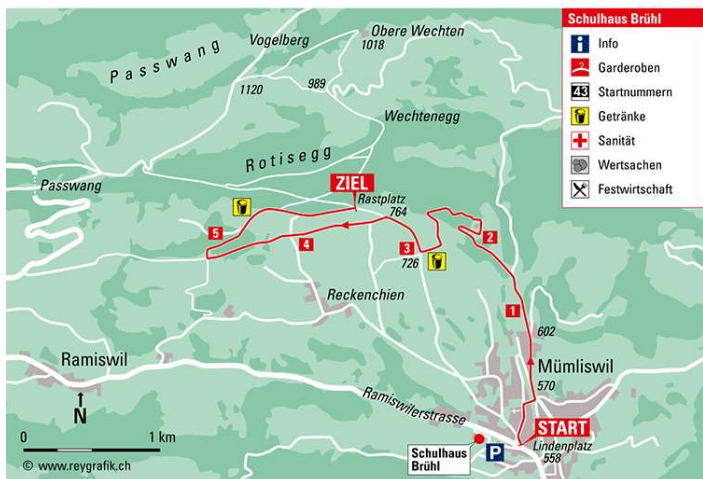 Schulhaus Brühl
i Info
2 Garderoben
43 Startnummern
Getränke
Sanität
Wertsachen
Festwirtschaft
Obere Wechten
1018
Vogelberg
Passwang
989
1120
Wechtenegg
Rotisegg
Passwang
ZIEL
Rastplatz
764
5
4
3
2
726
1
Reckenchien
602
Ramiswil
Mümliswil
570
N
Ramiswilerstrasse
START
Lindenplatz
558
0 1 km
Schulhaus
Brühl
P
i
© www.reygrafik.ch